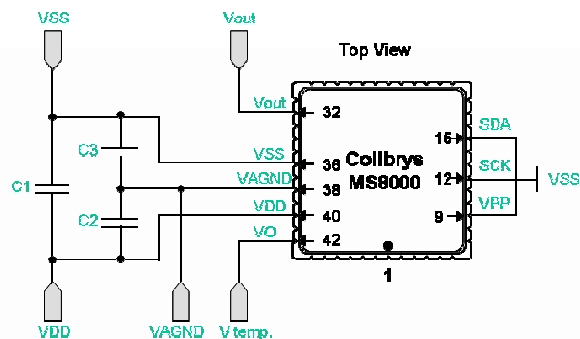 VSS
Vout
Top View
Vout
32
VSS
36
VAGND
38
VDD
40
VO
42
Colibrys
MS8000
15
SDA
12
SCK
9
VPP
VSS
C3
C1
C2
1
VDD
VAGND
V temp.